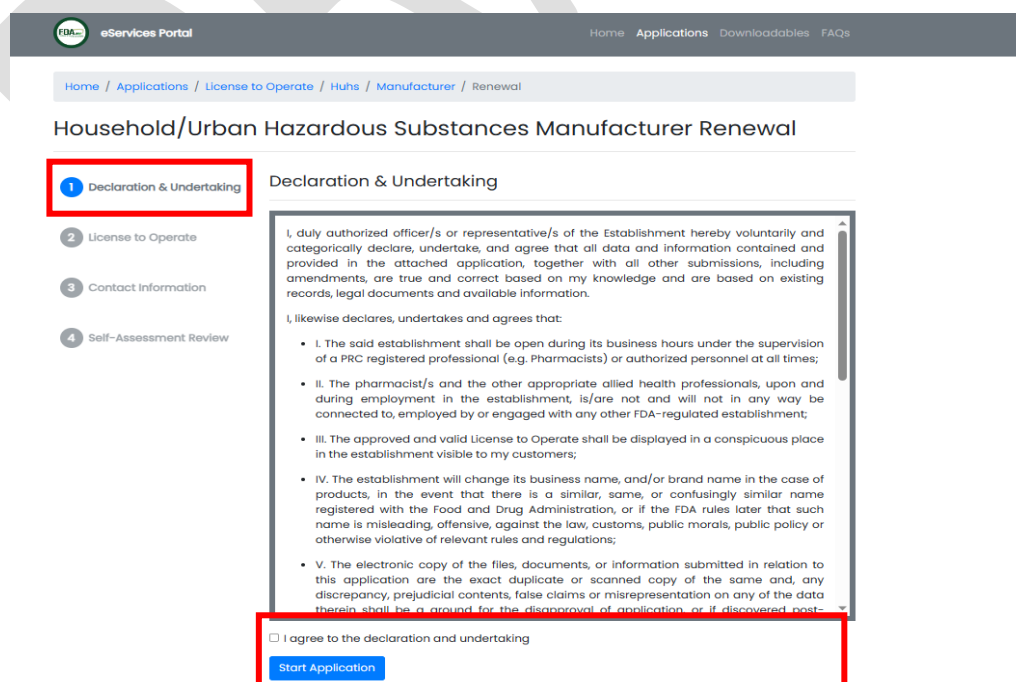 FDA
eServices Portal
Home Applications Downloadables FAQs
Home / Applications / License to Operate / Huhs / Manufacturer / Renewal
Household/Urban Hazardous Substances Manufacturer Renewal
1 Declaration & Undertaking
2 License to Operate
3 Contact Information
4 Self-Assessment Review
Declaration & Undertaking
I, duly authorized officer/s or representative/s of the Establishment hereby voluntarily and
categorically declare, undertake, and agree that all data and information contained and
provided in the attached application, together with all other submissions, including
amendments, are true and correct based on my knowledge and are based on existing
records, legal documents and available information.
I, likewise declares, undertakes and agrees that:
• I. The said establishment shall be open during its business hours under the supervision
of a PRC registered professional (e.g. Pharmacists) or authorized personnel at all times;
• II. The pharmacist/s and the other appropriate allied health professionals, upon and
during employment in the establishment, is/are not and will not in any way be
connected to, employed by or engaged with any other FDA-regulated establishment;
• III. The approved and valid License to Operate shall be displayed in a conspicuous place
in the establishment visible to my customers;
• IV. The establishment will change its business name, and/or brand name in the case of
products, in the event that there is a similar, same, or confusingly similar name
registered with the Food and Drug Administration, or if the FDA rules later that such
name is misleading, offensive, against the law, customs, public morals, public policy or
otherwise violative of relevant rules and regulations;
• V. The electronic copy of the files, documents, or information submitted in relation to
this application are the exact duplicate or scanned copy of the same and, any
discrepancy, prejudicial contents, false claims or misrepresentation on any of the data
therein shall be a ground for the disapproval of application, or if discovered post-
I agree to the declaration and undertaking
Start Application